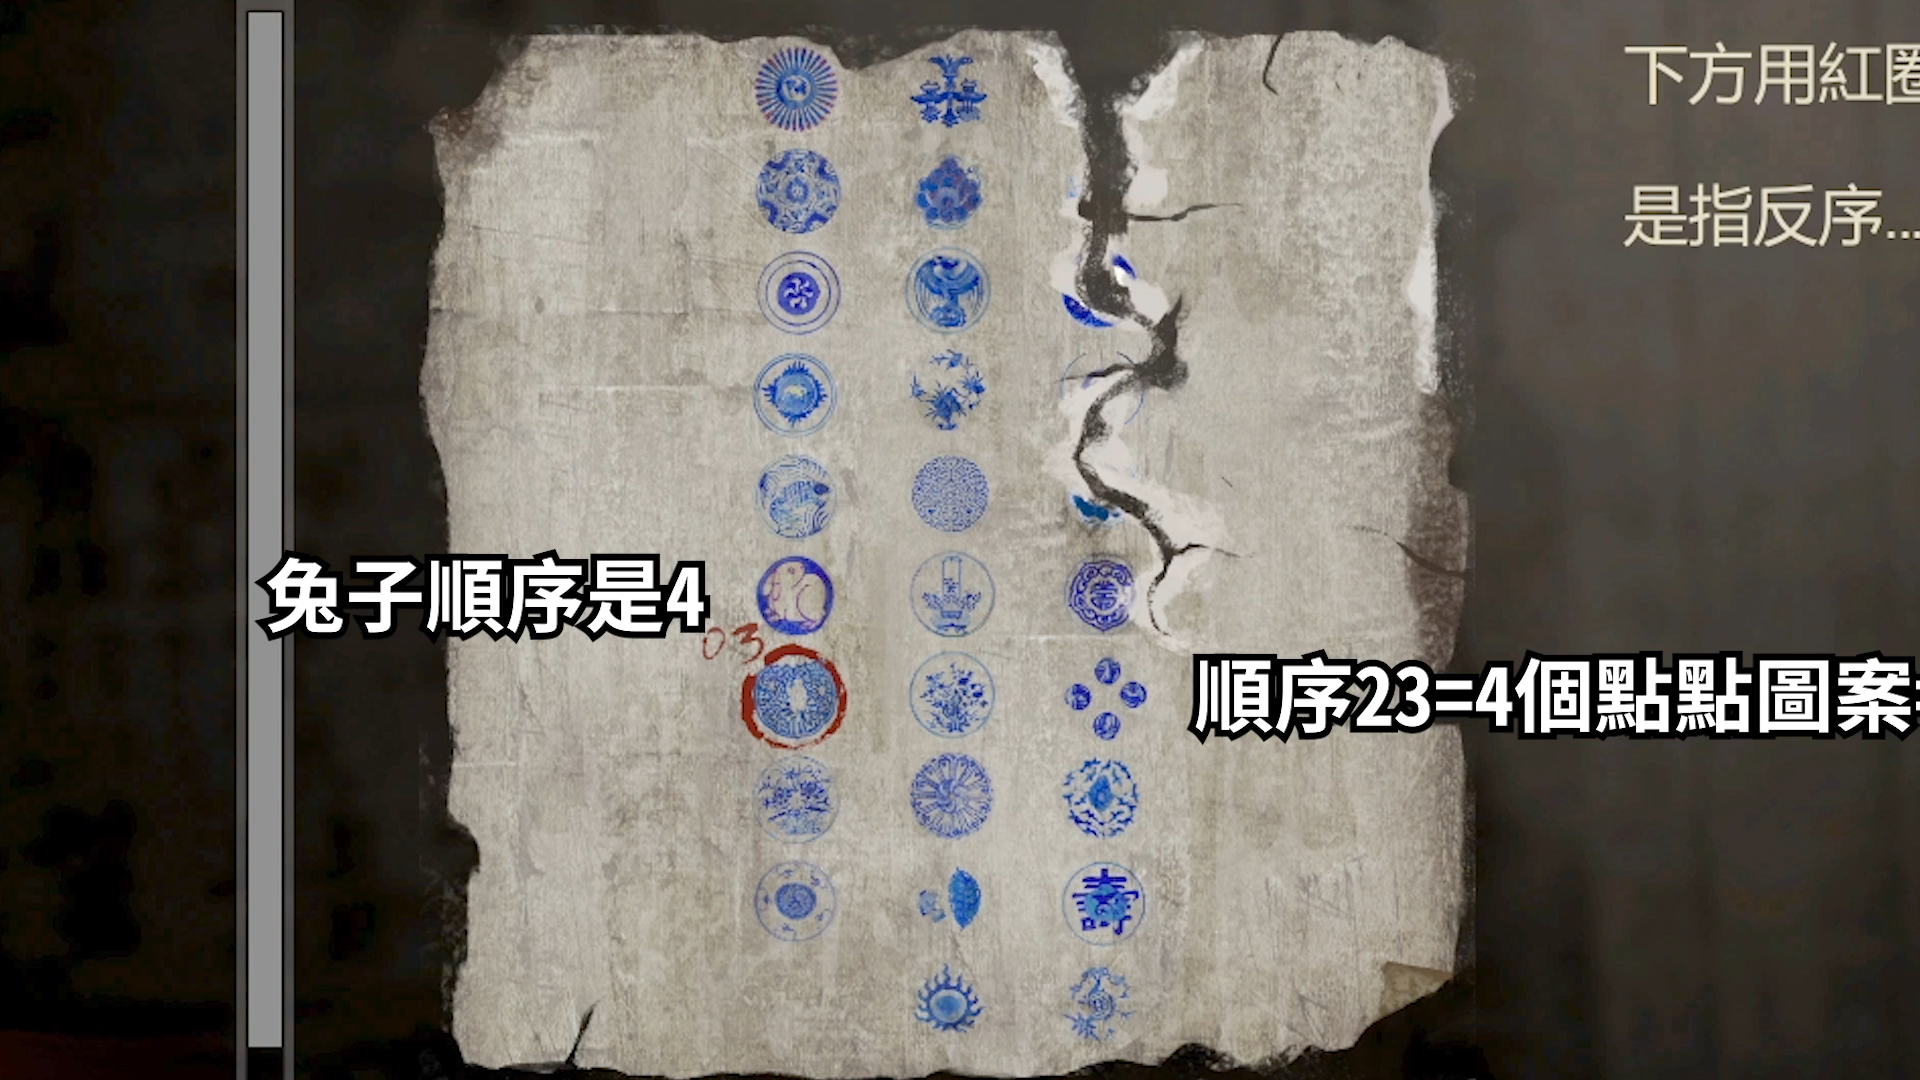 下方用紅圈
是指反序...
兔子順序是4
03
順序23=4個點點圖案=
壽